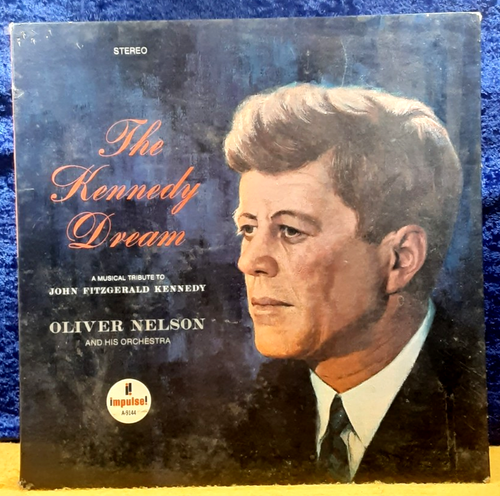 STEREO
The
Kennedy
Dream
A MUSICAL TRIBUTE TO
JOHN FITZGERALD KENNEDY
OLIVER NELSON
AND HIS ORCHESTRA
i!
impulse!
A-9144